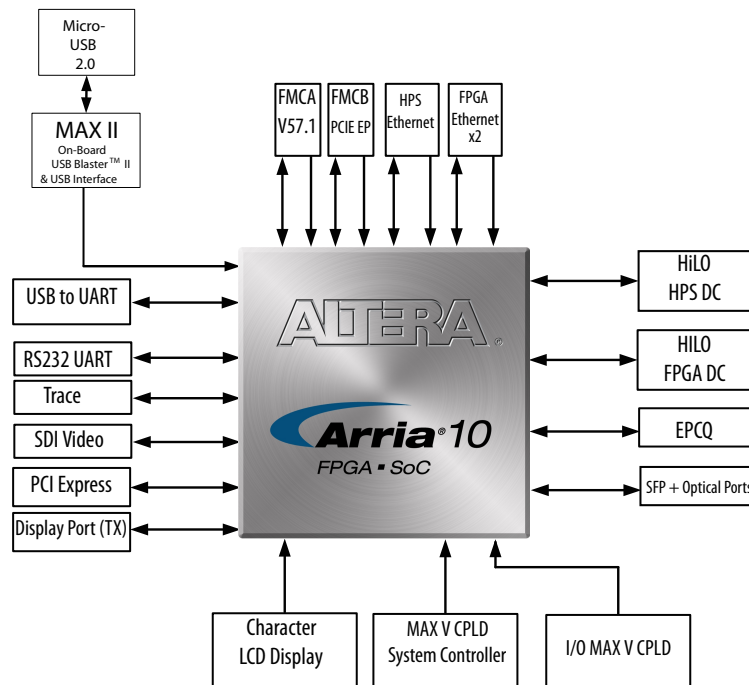 Micro-
USB
2.0
MAX II
On-Board
USB Blaster™ II
& USB Interface
FMCA
V57.1
FMCB
PCIE EP
HPS
Ethernet
FPGA
Ethernet
x2
USB to UART
RS232 UART
Trace
SDI Video
PCI Express
Display Port (TX)
ALTERA®
Arria® 10
FPGA ▪ SoC
HiLO
HPS DC
HILO
FPGA DC
EPCQ
SFP + Optical Ports
Character
LCD Display
MAX V CPLD
System Controller
I/O MAX V CPLD